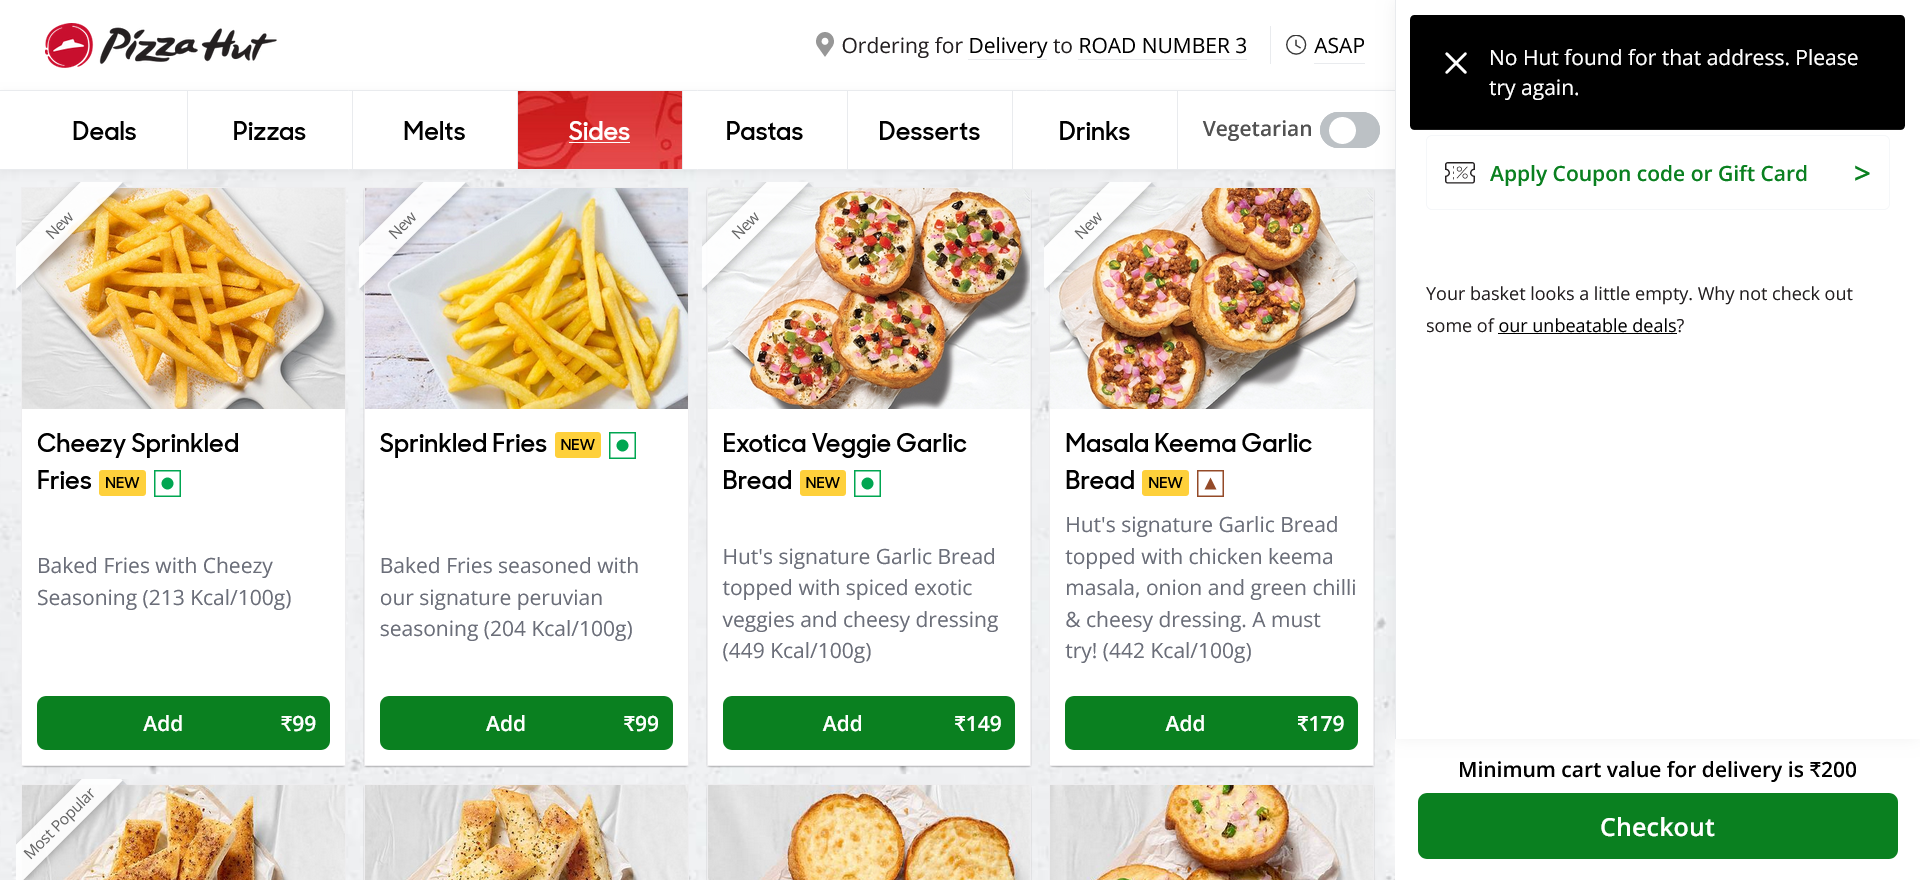 Pizza Hut
Ordering for Delivery to ROAD NUMBER 3
ASAP
No Hut found for that address. Please
try again.
Deals
Pizzas
Melts
Sides
Pastas
Desserts
Drinks
Vegetarian
Apply Coupon code or Gift Card >
Your basket looks a little empty. Why not check out
some of our unbeatable deals?
New
Cheezy Sprinkled
Fries NEW
Baked Fries with Cheezy
Seasoning (213 Kcal/100g)
Add ₹99
New
Sprinkled Fries NEW
Baked Fries seasoned with
our signature peruvian
seasoning (204 Kcal/100g)
Add ₹99
New
Exotica Veggie Garlic
Bread NEW
Hut's signature Garlic Bread
topped with spiced exotic
veggies and cheesy dressing
(449 Kcal/100g)
Add ₹149
New
Masala Keema Garlic
Bread NEW
Hut's signature Garlic Bread
topped with chicken keema
masala, onion and green chilli
& cheesy dressing. A must
try! (442 Kcal/100g)
Add ₹179
Most Popular
Minimum cart value for delivery is ₹200
Checkout